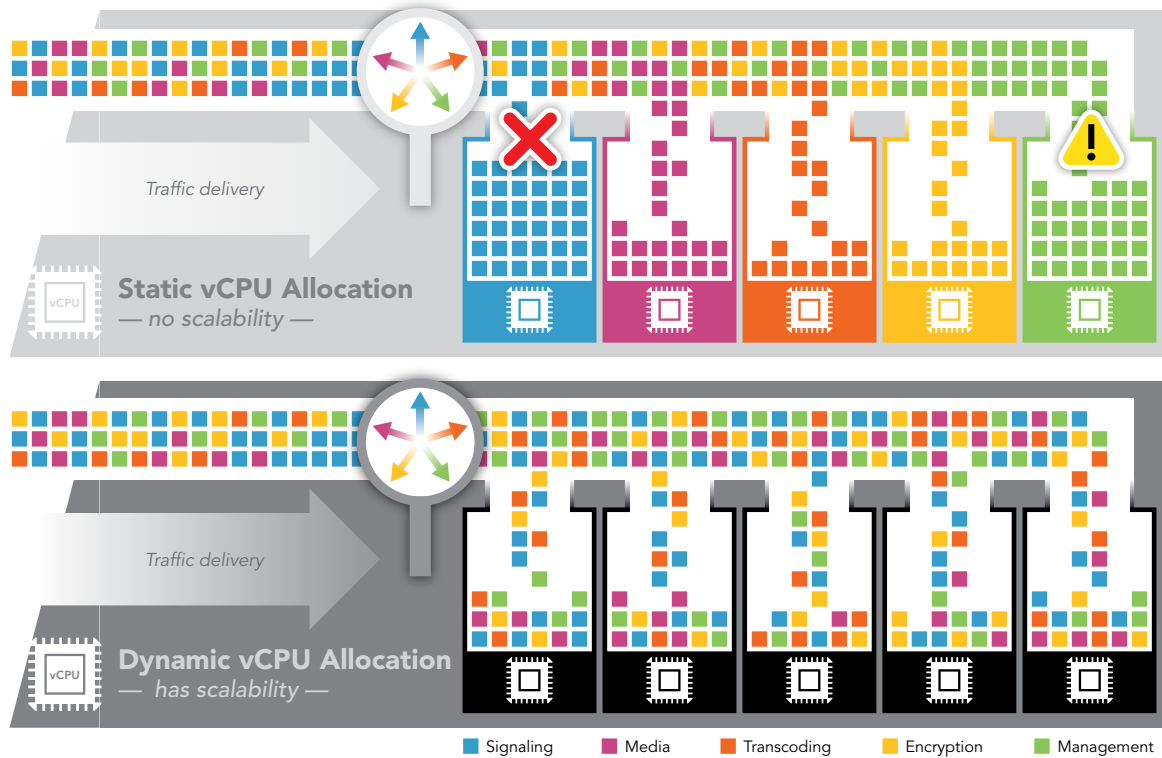 Traffic delivery
vCPU
Static vCPU Allocation
— no scalability —
!
Traffic delivery
vCPU
Dynamic vCPU Allocation
— has scalability —
Signaling
Media
Transcoding
Encryption
Management